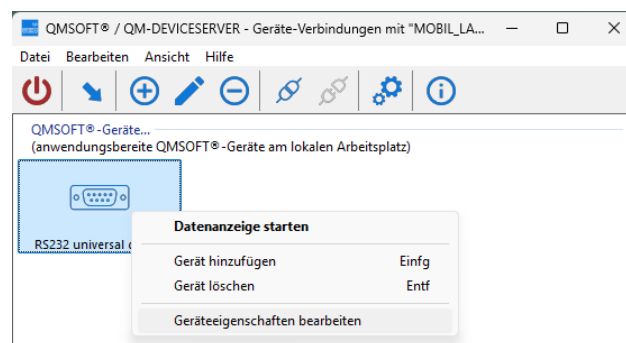 QMSOFT® / QM-DEVICESERVER - Geräte-Verbindungen mit "MOBIL_LA...
Datei Bearbeiten Ansicht Hilfe
QMSOFT®-Geräte...
(anwendungsbereite QMSOFT®-Geräte am lokalen Arbeitsplatz)
RS232 universal
Datenanzeige starten
Gerät hinzufügen Einfg
Gerät löschen Entf
Geräteeigenschaften bearbeiten